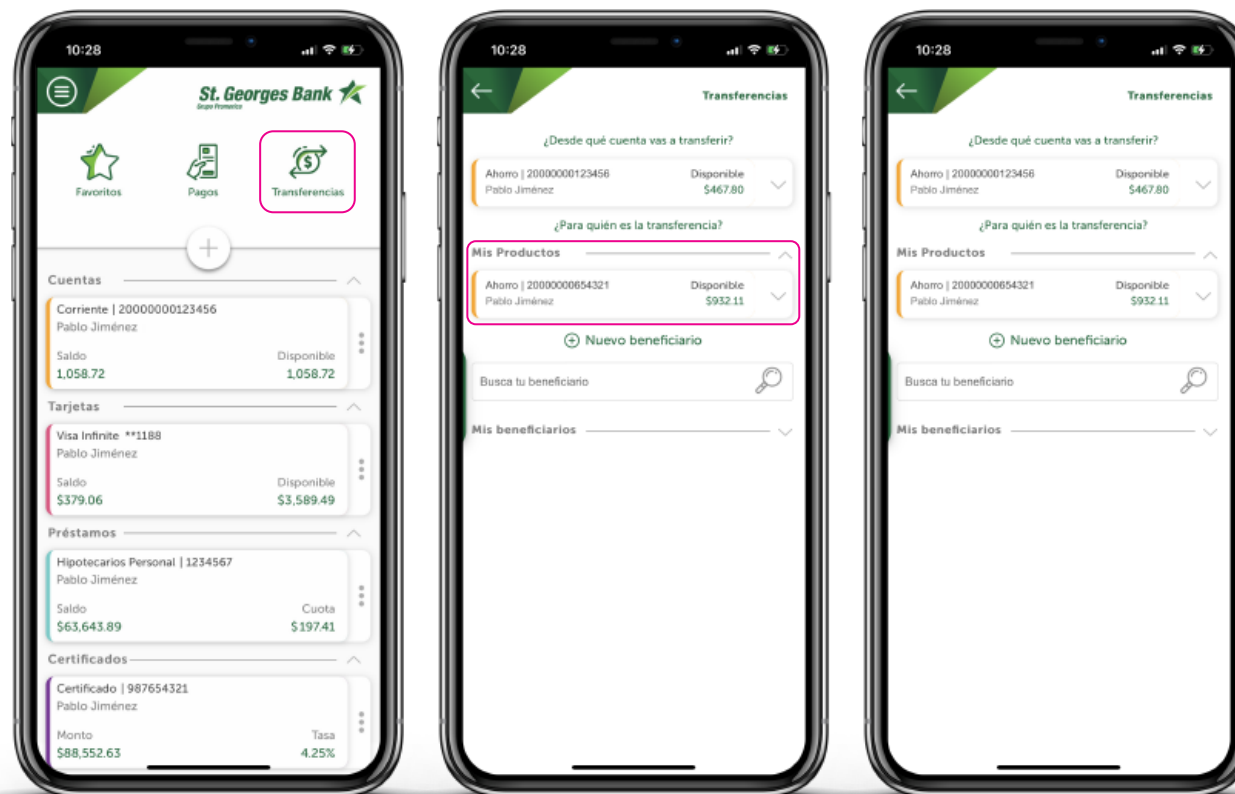 10:28
St. Georges Bank
Grupo Promerica
Favoritos Pagos Transferencias
Cuentas
Corriente | 20000000123456
Pablo Jiménez
Saldo Disponible
1,058.72 1,058.72
Tarjetas
Visa Infinite **1188
Pablo Jiménez
Saldo Disponible
$379.06 $3,589.49
Préstamos
Hipotecarios Personal | 1234567
Pablo Jiménez
Saldo Cuota
$63,643.89 $197.41
Certificados
Certificado | 987654321
Pablo Jiménez
Monto Tasa
$88,552.63 4.25%
10:28
Transferencias
¿Desde qué cuenta vas a transferir?
Ahorro | 20000000123456 Disponible
Pablo Jiménez $467.80
¿Para quién es la transferencia?
Mis Productos
Ahorro | 20000000654321 Disponible
Pablo Jiménez $932.11
Nuevo beneficiario
Busca tu beneficiario
Mis beneficiarios
10:28
Transferencias
¿Desde qué cuenta vas a transferir?
Ahorro | 20000000123456 Disponible
Pablo Jiménez $467.80
¿Para quién es la transferencia?
Mis Productos
Ahorro | 20000000654321 Disponible
Pablo Jiménez $932.11
Nuevo beneficiario
Busca tu beneficiario
Mis beneficiarios